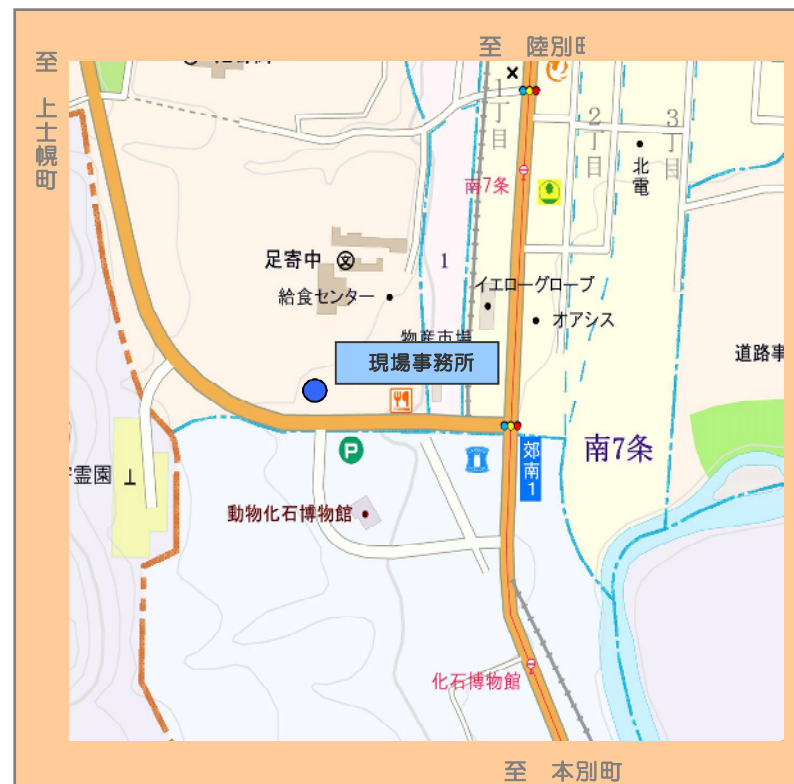 至 陸別町
至 上士幌町
1丁目
2丁目
3丁目
北電
南7条
足寄中
文
給食センター
1
イエローグローブ
オアシス
物産市場
現場事務所
道路事
南7条
郊南1
P
霊園
動物化石博物館
化石博物館
至 本別町